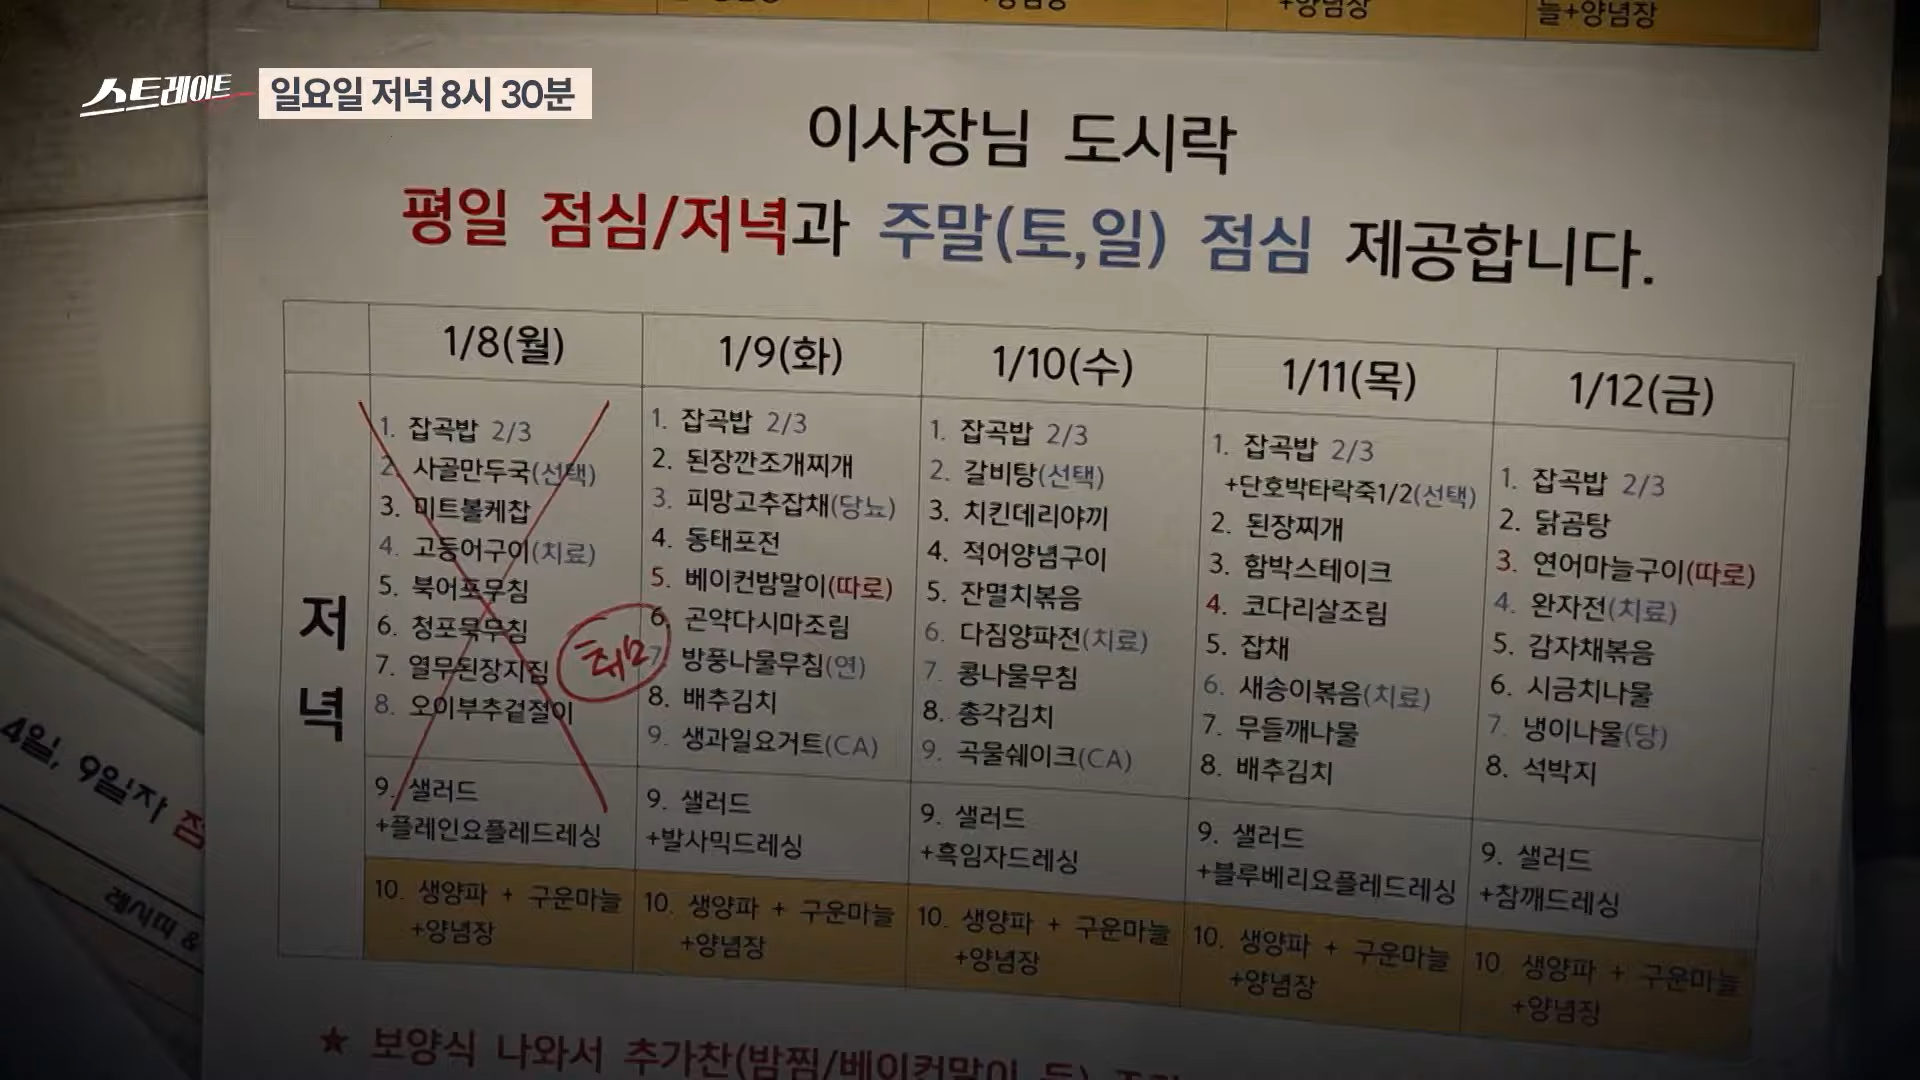 스트레이트 일요일 저녁 8시 30분
+양념장
+양념장
늘+양념장
이사장님 도시락
평일 점심/저녁과 주말(토,일) 점심 제공합니다.
1/8(월)
1/9(화)
1/10(수)
1/11(목)
1/12(금)
저녁
1. 잡곡밥 2/3
2. 사골만두국(선택)
3. 미트볼케찹
4. 고등어구이(치료)
5. 북어포무침
6. 청포묵무침
7. 열무된장지짐
8. 오이부추겉절이
9. 샐러드
+플레인요플레드레싱
10. 생양파 + 구운마늘
+양념장
1. 잡곡밥 2/3
2. 된장깐조개찌개
3. 피망고추잡채(당뇨)
4. 동태포전
5. 베이컨밤말이(따로)
6. 곤약다시마조림
7. 방풍나물무침(연)
8. 배추김치
9. 생과일요거트(CA)
9. 샐러드
+발사믹드레싱
10. 생양파 + 구운마늘
+양념장
1. 잡곡밥 2/3
2. 갈비탕(선택)
3. 치킨데리야끼
4. 적어양념구이
5. 잔멸치볶음
6. 다짐양파전(치료)
7. 콩나물무침
8. 총각김치
9. 곡물쉐이크(CA)
9. 샐러드
+흑임자드레싱
10. 생양파 + 구운마늘
+양념장
1. 잡곡밥 2/3
+단호박타락죽1/2(선택)
2. 된장찌개
3. 함박스테이크
4. 코다리살조림
5. 잡채
6. 새송이볶음(치료)
7. 무들깨나물
8. 배추김치
9. 샐러드
+블루베리요플레드레싱
10. 생양파 + 구운마늘
+양념장
1. 잡곡밥 2/3
2. 닭곰탕
3. 연어마늘구이(따로)
4. 완자전(치료)
5. 감자채볶음
6. 시금치나물
7. 냉이나물(당)
8. 석박지
9. 샐러드
+참깨드레싱
10 생양파 + 구운마늘
+양념장
★ 보양식 나와서 추가찬(밤찜/베이컨말이 등)
4일, 9일자 점
레시피 &